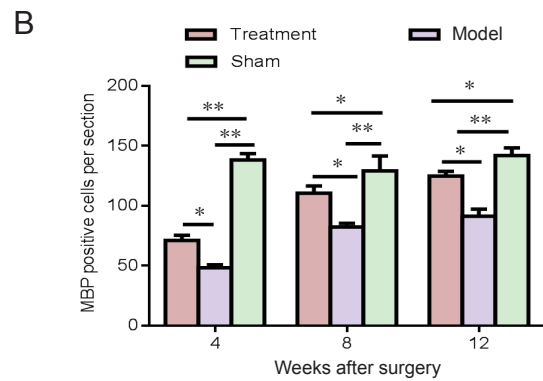 B
Treatment
Model
Sham
MBP positive cells per section
200
150
100
50
0
*
**
**
*
*
**
*
*
**
4
8
12
Weeks after surgery